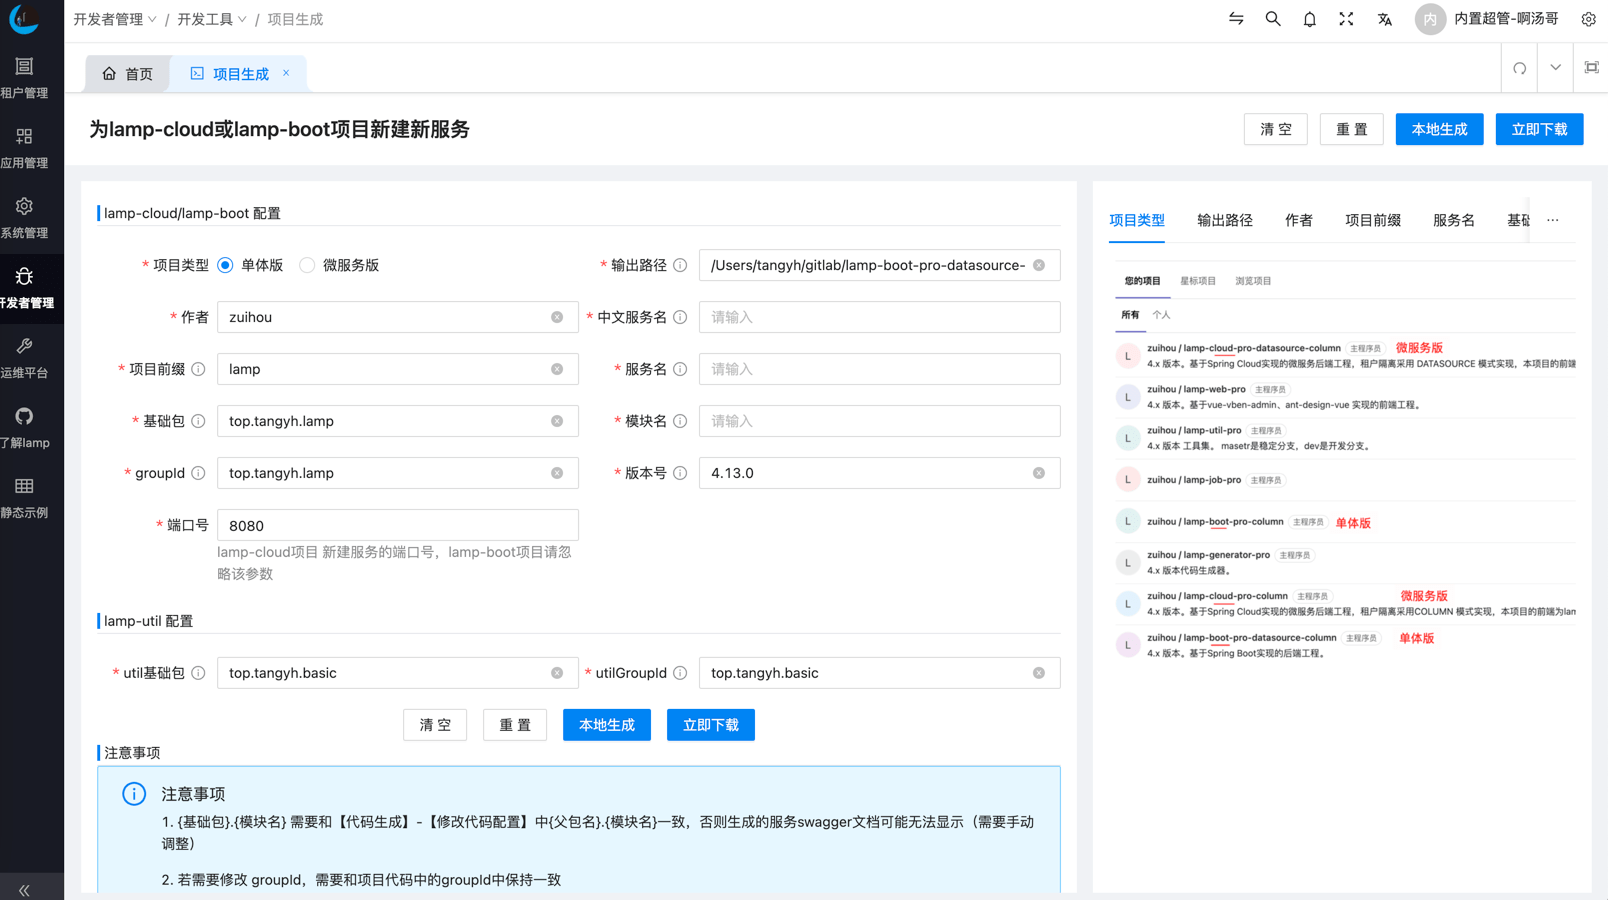 开发者管理 / 开发工具 / 项目生成
内 内置超管-啊汤哥
租户管理
应用管理
系统管理
开发者管理
运维平台
了解lamp
静态示例
首页
项目生成 ×
为lamp-cloud或lamp-boot项目新建新服务
清 空 重 置 本地生成 立即下载
lamp-cloud/lamp-boot 配置
* 项目类型 单体版 微服务版
* 输出路径 /Users/tangyh/gitlab/lamp-boot-pro-datasource-
* 作者 zuihou
* 中文服务名 请输入
* 项目前缀 lamp
* 服务名 请输入
* 基础包 top.tangyh.lamp
* 模块名 请输入
* groupId top.tangyh.lamp
* 版本号 4.13.0
* 端口号 8080
lamp-cloud项目 新建服务的端口号，lamp-boot项目请忽
略该参数
lamp-util 配置
* util基础包 top.tangyh.basic
* utilGroupId top.tangyh.basic
清 空 重 置 本地生成 立即下载
注意事项
注意事项
1. {基础包}.{模块名} 需要和【代码生成】-【修改代码配置】中{父包名}.{模块名}一致，否则生成的服务swagger文档可能无法显示（需要手动
调整）
2. 若需要修改 groupId，需要和项目代码中的groupId中保持一致
项目类型 输出路径 作者 项目前缀 服务名 基础 ···
您的项目 星标项目 浏览项目
所有 个人
L zuihou / lamp-cloud-pro-datasource-column 主程序员 微服务版
4.x 版本。基于Spring Cloud实现的微服务后端工程，租户隔离采用 DATASOURCE 模式实现，本项目的前端
L zuihou / lamp-web-pro 主程序员
4.x 版本。基于vue-vben-admin、ant-design-vue 实现的前端工程。
L zuihou / lamp-util-pro 主程序员
4.x 版本 工具集。 masetr是稳定分支，dev是开发分支。
L zuihou / lamp-job-pro 主程序员
L zuihou / lamp-boot-pro-column 主程序员 单体版
L zuihou / lamp-generator-pro 主程序员
4.x 版本代码生成器。
L zuihou / lamp-cloud-pro-column 主程序员 微服务版
4.x 版本。基于Spring Cloud实现的微服务后端工程，租户隔离采用COLUMN 模式实现，本项目的前端为lam
L zuihou / lamp-boot-pro-datasource-column 主程序员 单体版
4.x 版本。基于Spring Boot实现的后端工程。